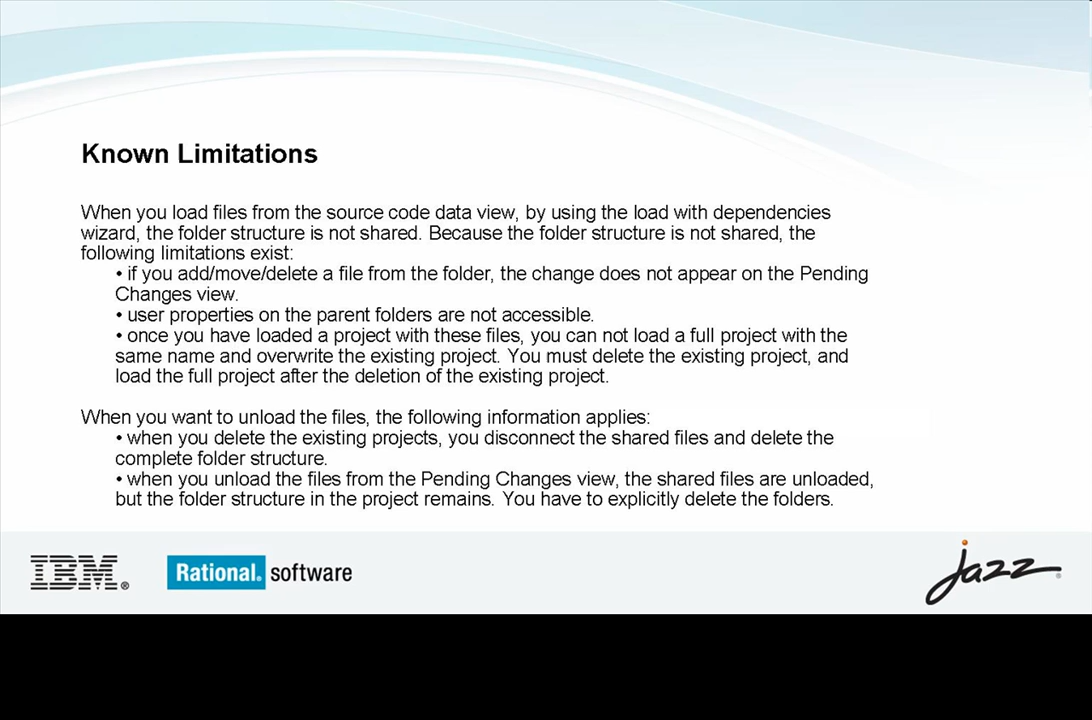 Known Limitations
When you load files from the source code data view, by using the load with dependencies
wizard, the folder structure is not shared. Because the folder structure is not shared, the
following limitations exist:
• if you add/move/delete a file from the folder, the change does not appear on the Pending
Changes view.
• user properties on the parent folders are not accessible.
• once you have loaded a project with these files, you can not load a full project with the
same name and overwrite the existing project. You must delete the existing project, and
load the full project after the deletion of the existing project.
When you want to unload the files, the following information applies:
• when you delete the existing projects, you disconnect the shared files and delete the
complete folder structure.
• when you unload the files from the Pending Changes view, the shared files are unloaded,
but the folder structure in the project remains. You have to explicitly delete the folders.
IBM® Rational® software jazz®